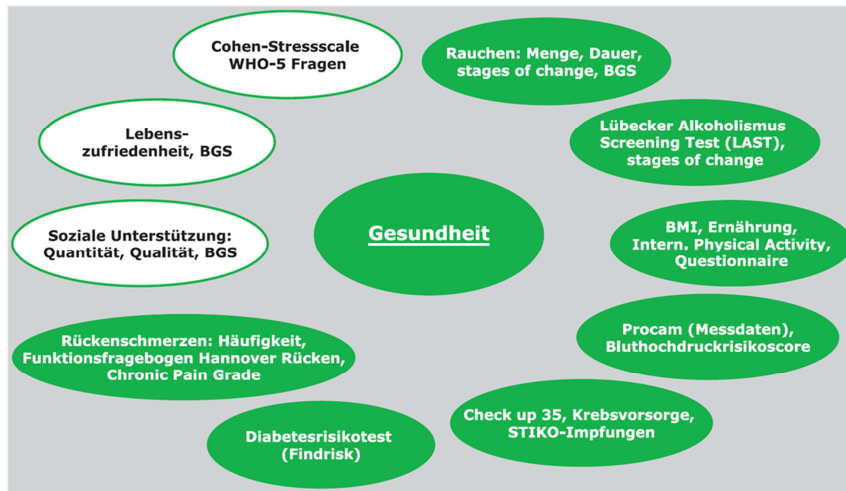 Cohen-Stressscale
WHO-5 Fragen
Rauchen: Menge, Dauer,
stages of change, BGS
Lebens-
zufriedenheit, BGS
Lübecker Alkoholismus
Screening Test (LAST),
stages of change
Gesundheit
Soziale Unterstützung:
Quantität, Qualität, BGS
BMI, Ernährung,
Intern. Physical Activity,
Questionnaire
Rückenschmerzen: Häufigkeit,
Funktionsfragebogen Hannover Rücken,
Chronic Pain Grade
Procam (Messdaten),
Bluthochdruckrisikoscore
Diabetesrisikotest
(Findrisk)
Check up 35, Krebsvorsorge,
STIKO-Impfungen